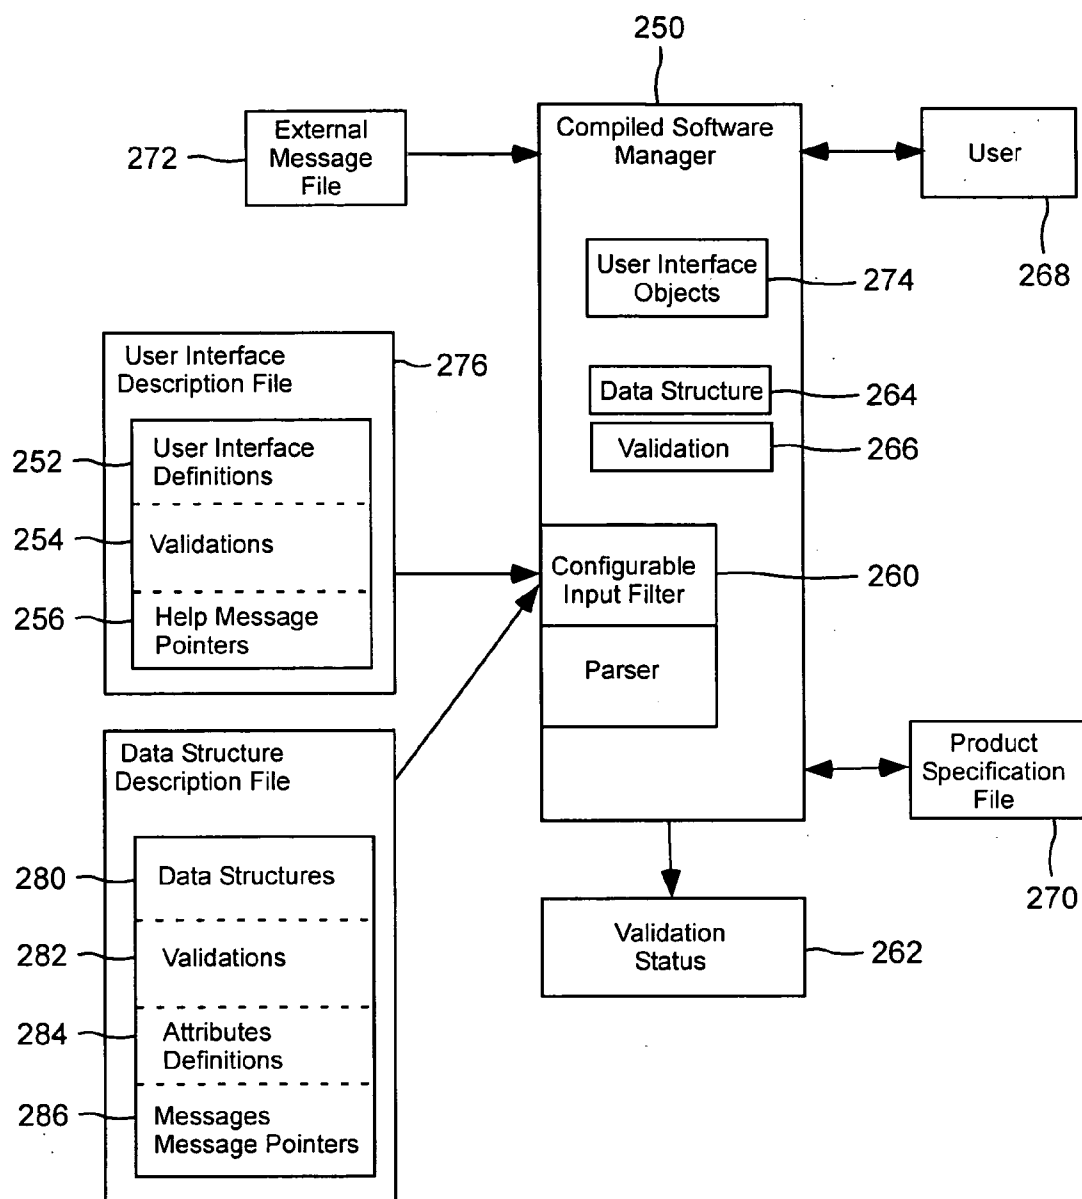 250
External
Message
File
272
Compiled Software
Manager
User
268
User Interface
Objects
274
User Interface
Description File
276
Data Structure
264
Validation
266
252
User Interface
Definitions
254
Validations
256
Help Message
Pointers
Configurable
Input Filter
260
Parser
Data Structure
Description File
Product
Specification
File
270
280
Data Structures
282
Validations
284
Attributes
Definitions
286
Messages
Message Pointers
Validation
Status
262